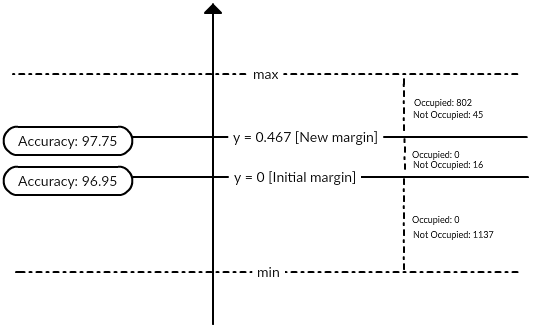 max
Occupied: 802
Not Occupied: 45
Accuracy: 97.75
y = 0.467 [New margin]
Occupied: 0
Not Occupied: 16
Accuracy: 96.95
y = 0 [Initial margin]
Occupied: 0
Not Occupied: 1137
min